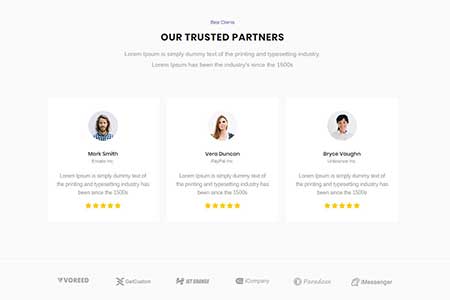 Best Clients
OUR TRUSTED PARTNERS
Lorem Ipsum is simply dummy text of the printing and typesetting industry.
Lorem Ipsum has been the industry's since the 1500s
Mark Smith
Envato Inc
Lorem Ipsum is simply dummy text of
the printing and typesetting industry has
been since the 1500s
Vera Duncan
PayPal Inc
Lorem Ipsum is simply dummy text of
the printing and typesetting industry has
been since the 1500s
Bryce Vaughn
Unbounce Inc
Lorem Ipsum is simply dummy text of
the printing and typesetting industry has
been since the 1500s
VOREED
GetCustom
JET ORANGE
iCompany
Paradoxx
iMessenger